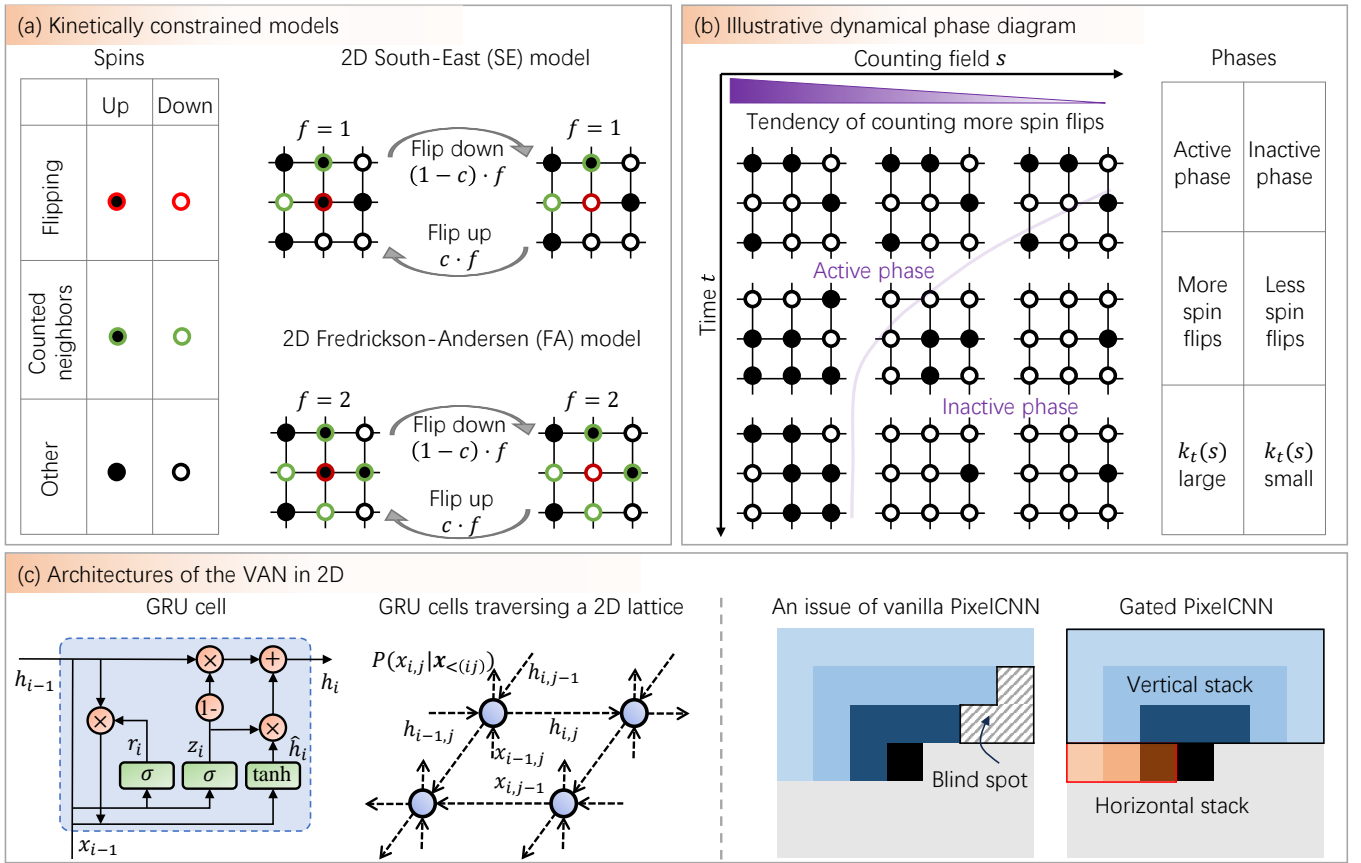 (a) Kinetically constrained models
Spins
Up
Down
Flipping
Counted
neighbors
Other
2D South-East (SE) model
f = 1
Flip down
(1 − c) · f
f = 1
Flip up
c · f
2D Fredrickson-Andersen (FA) model
f = 2
Flip down
(1 − c) · f
f = 2
Flip up
c · f
(b) Illustrative dynamical phase diagram
Counting field s
Tendency of counting more spin flips
Time t
Active phase
Inactive phase
Phases
Active
phase
Inactive
phase
More
spin
flips
Less
spin
flips
k_t(s)
large
k_t(s)
small
(c) Architectures of the VAN in 2D
GRU cell
h_{i−1}
h_i
1-
r_i
z_i
ĥ_i
σ
σ
tanh
x_{i−1}
GRU cells traversing a 2D lattice
P(x_{i,j}|𝒙_{<(ij)})
h_{i,j−1}
h_{i−1,j}
h_{i,j}
x_{i−1,j}
x_{i,j−1}
An issue of vanilla PixelCNN
Blind spot
Gated PixelCNN
Vertical stack
Horizontal stack